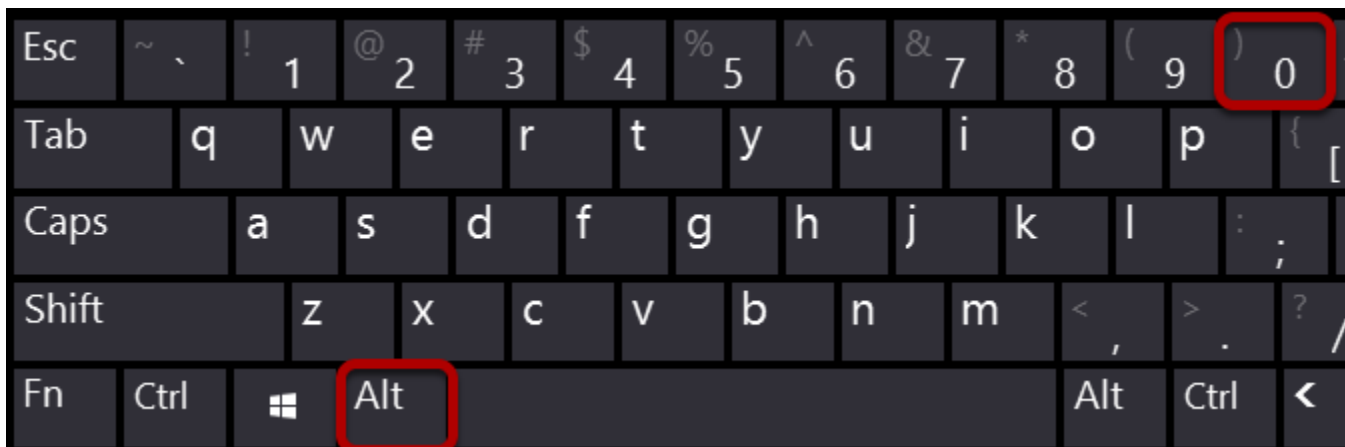 Esc ~ ` ! 1 @ 2 # 3 $ 4 % 5 ^ 6 & 7 * 8 ( 9 ) 0
Tab q w e r t y u i o p { [
Caps a s d f g h j k l : ;
Shift z x c v b n m < , > . ? /
Fn Ctrl Alt Alt Ctrl <